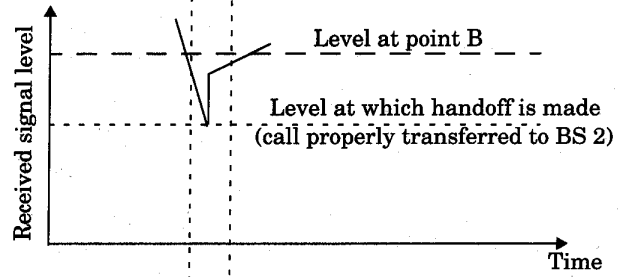 Received signal level
Level at point B
Level at which handoff is made
(call properly transferred to BS 2)
Time